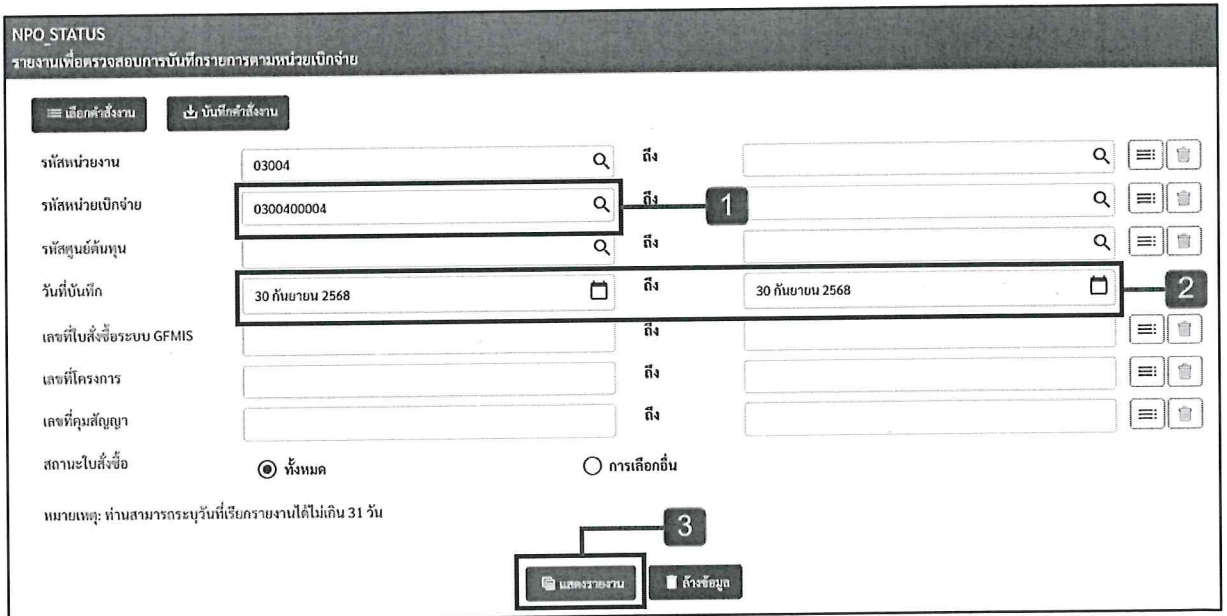 NPO_STATUS
รายงานเพื่อตรวจสอบการบันทึกรายการตามหน่วยเบิกจ่าย
เลือกคำสั่งงาน บันทึกคำสั่งงาน
รหัสหน่วยงาน 03004 ถึง
รหัสหน่วยเบิกจ่าย 0300400004 ถึง 1
รหัสศูนย์ต้นทุน ถึง
วันที่บันทึก 30 กันยายน 2568 ถึง 30 กันยายน 2568 2
เลขที่ใบสั่งซื้อระบบ GFMIS ถึง
เลขที่โครงการ ถึง
เลขที่คุมสัญญา ถึง
สถานะใบสั่งซื้อ ทั้งหมด การเลือกอื่น
หมายเหตุ: ท่านสามารถระบุวันที่เรียกรายงานได้ไม่เกิน 31 วัน
3
แสดงรายงาน ล้างข้อมูล